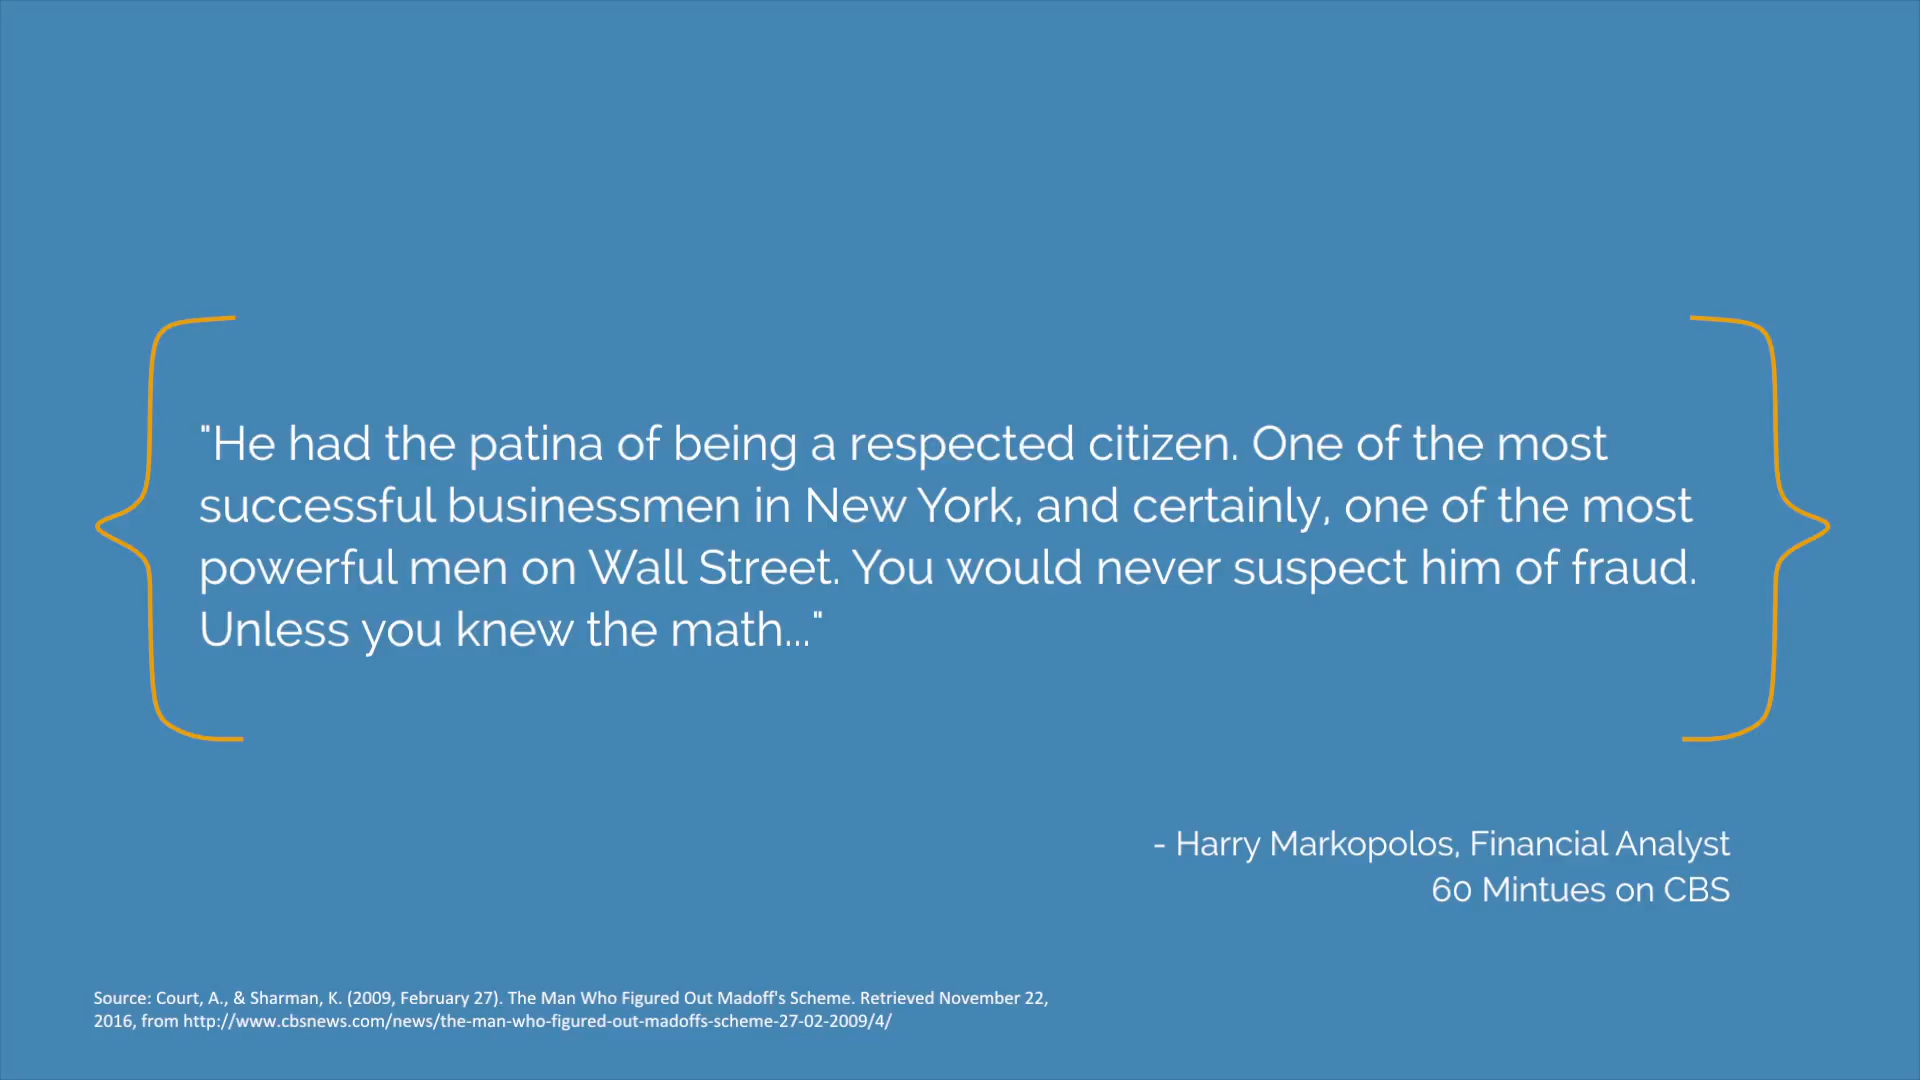 "He had the patina of being a respected citizen. One of the most
successful businessmen in New York, and certainly, one of the most
powerful men on Wall Street. You would never suspect him of fraud.
Unless you knew the math..."
- Harry Markopolos, Financial Analyst
60 Mintues on CBS
Source: Court, A., & Sharman, K. (2009, February 27). The Man Who Figured Out Madoff's Scheme. Retrieved November 22,
2016, from http://www.cbsnews.com/news/the-man-who-figured-out-madoffs-scheme-27-02-2009/4/